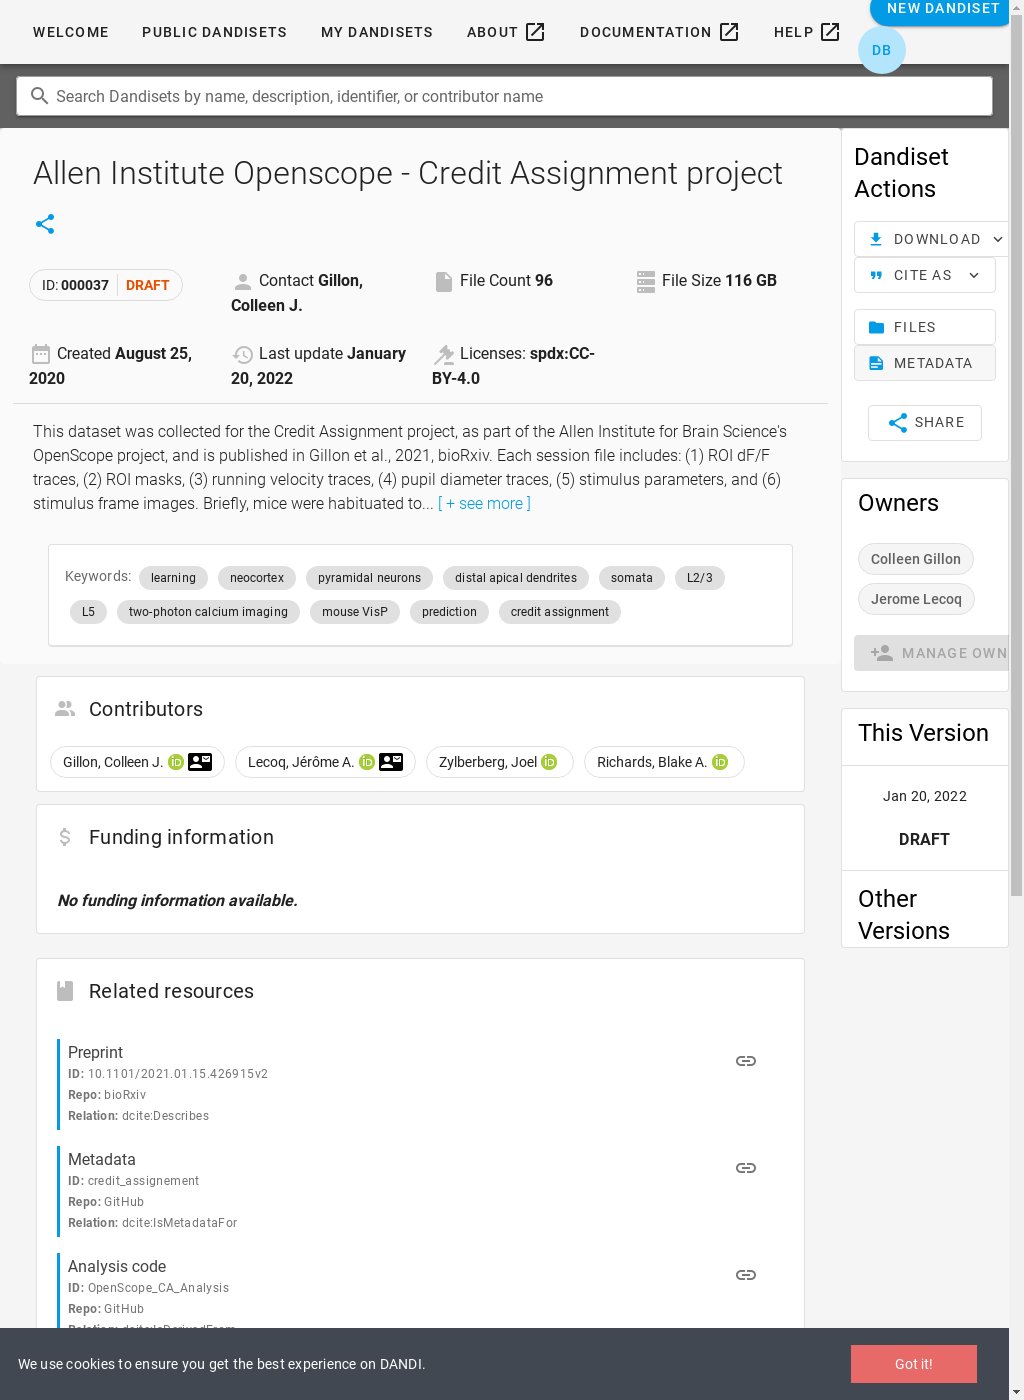 WELCOME PUBLIC DANDISETS MY DANDISETS ABOUT DOCUMENTATION HELP NEW DANDISET
DB
Search Dandisets by name, description, identifier, or contributor name
Allen Institute Openscope - Credit Assignment project
ID: 000037 DRAFT
Contact Gillon, Colleen J.
File Count 96
File Size 116 GB
Created August 25, 2020
Last update January 20, 2022
Licenses: spdx:CC-BY-4.0
This dataset was collected for the Credit Assignment project, as part of the Allen Institute for Brain Science's
OpenScope project, and is published in Gillon et al., 2021, bioRxiv. Each session file includes: (1) ROI dF/F
traces, (2) ROI masks, (3) running velocity traces, (4) pupil diameter traces, (5) stimulus parameters, and (6)
stimulus frame images. Briefly, mice were habituated to... [ + see more ]
Keywords: learning neocortex pyramidal neurons distal apical dendrites somata L2/3
L5 two-photon calcium imaging mouse VisP prediction credit assignment
Contributors
Gillon, Colleen J. iD Lecoq, Jérôme A. iD Zylberberg, Joel iD Richards, Blake A. iD
Funding information
No funding information available.
Related resources
Preprint
ID: 10.1101/2021.01.15.426915v2
Repo: bioRxiv
Relation: dcite:Describes
Metadata
ID: credit_assignement
Repo: GitHub
Relation: dcite:IsMetadataFor
Analysis code
ID: OpenScope_CA_Analysis
Repo: GitHub
Relation: dcite:IsDerivedFrom
Dandiset
Actions
DOWNLOAD
CITE AS
FILES
METADATA
SHARE
Owners
Colleen Gillon
Jerome Lecoq
MANAGE OWN
This Version
Jan 20, 2022
DRAFT
Other
Versions
We use cookies to ensure you get the best experience on DANDI.
Got it!